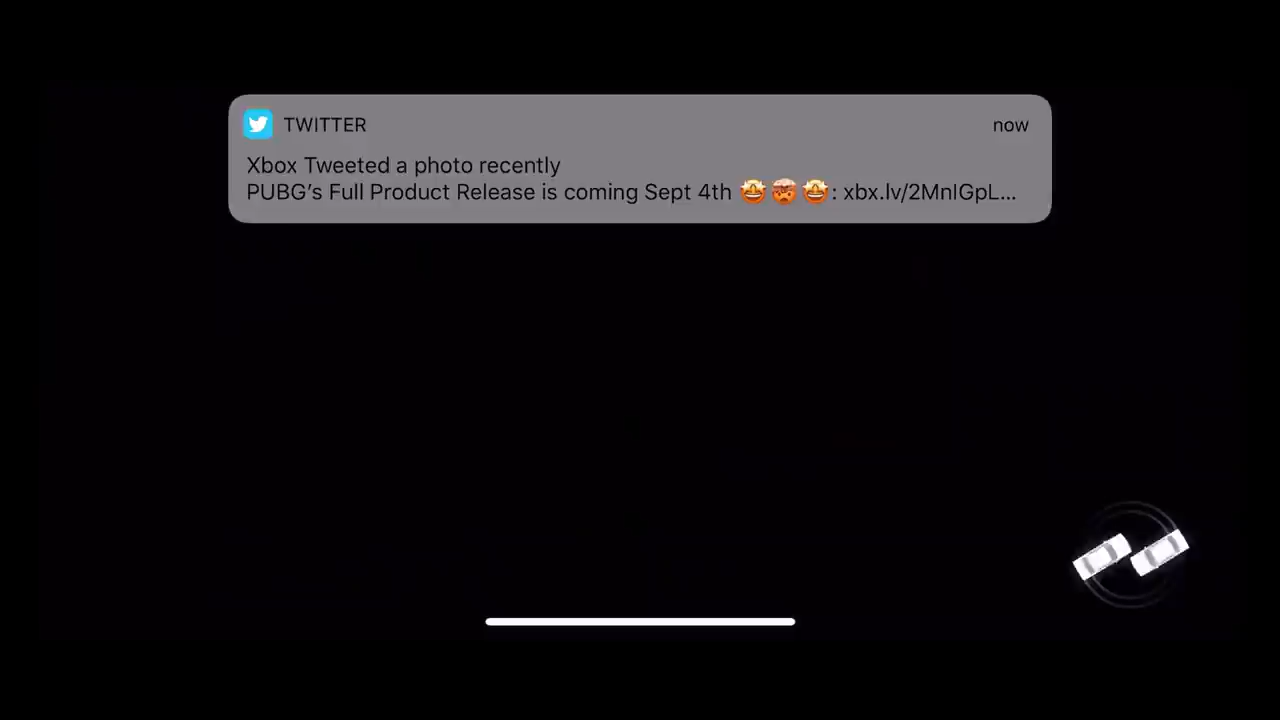 TWITTER
now
Xbox Tweeted a photo recently
PUBG’s Full Product Release is coming Sept 4th 🤩🤯🤩: xbx.lv/2MnIGpL...